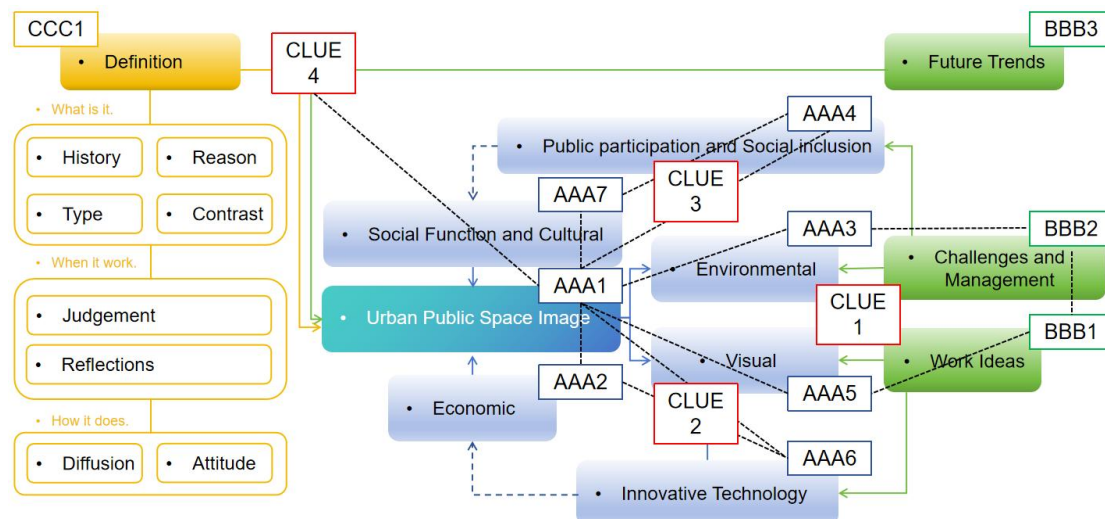 CCC1
• Definition
CLUE
4
• Future Trends
BBB3
• What is it.
• History
• Reason
• Type
• Contrast
• When it work.
• Judgement
• Reflections
• How it does.
• Diffusion
• Attitude
AAA4
• Public participation and Social inclusion
AAA7
CLUE
3
• Social Function and Cultural
AAA3
BBB2
• Environmental
• Challenges and
Management
AAA1
• Urban Public Space Image
CLUE
1
BBB1
• Visual
• Work Ideas
AAA2
AAA5
• Economic
CLUE
2
AAA6
• Innovative Technology